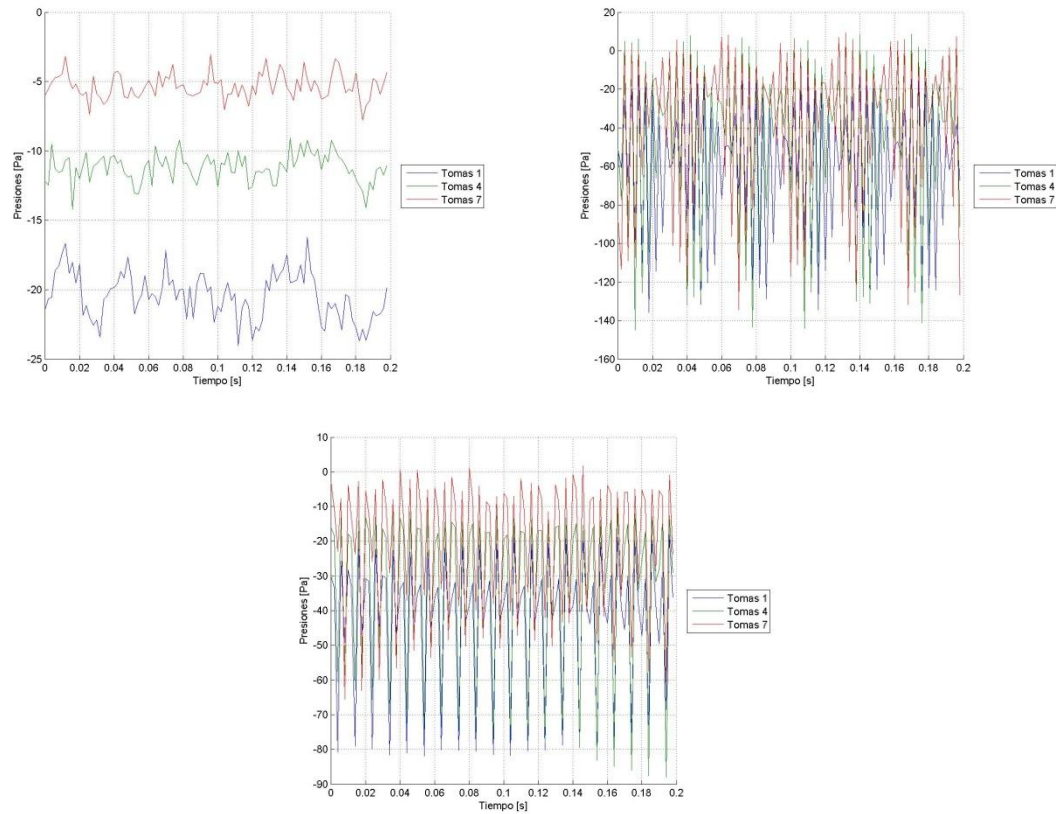 0
-5
-10
-15
-20
-25
Presiones [Pa]
0 0.02 0.04 0.06 0.08 0.1 0.12 0.14 0.16 0.18 0.2
Tiempo [s]
Tomas 1
Tomas 4
Tomas 7
20
0
-20
-40
-60
-80
-100
-120
-140
-160
Presiones [Pa]
0 0.02 0.04 0.06 0.08 0.1 0.12 0.14 0.16 0.18 0.2
Tiempo [s]
Tomas 1
Tomas 4
Tomas 7
10
0
-10
-20
-30
-40
-50
-60
-70
-80
-90
Presiones [Pa]
0 0.02 0.04 0.06 0.08 0.1 0.12 0.14 0.16 0.18 0.2
Tiempo [s]
Tomas 1
Tomas 4
Tomas 7